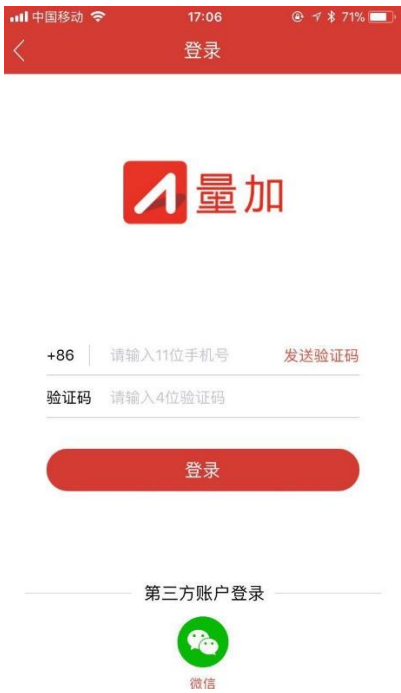 中国移动 17:06 71%
登录
量加
+86 请输入11位手机号 发送验证码
验证码 请输入4位验证码
登录
第三方账户登录
微信